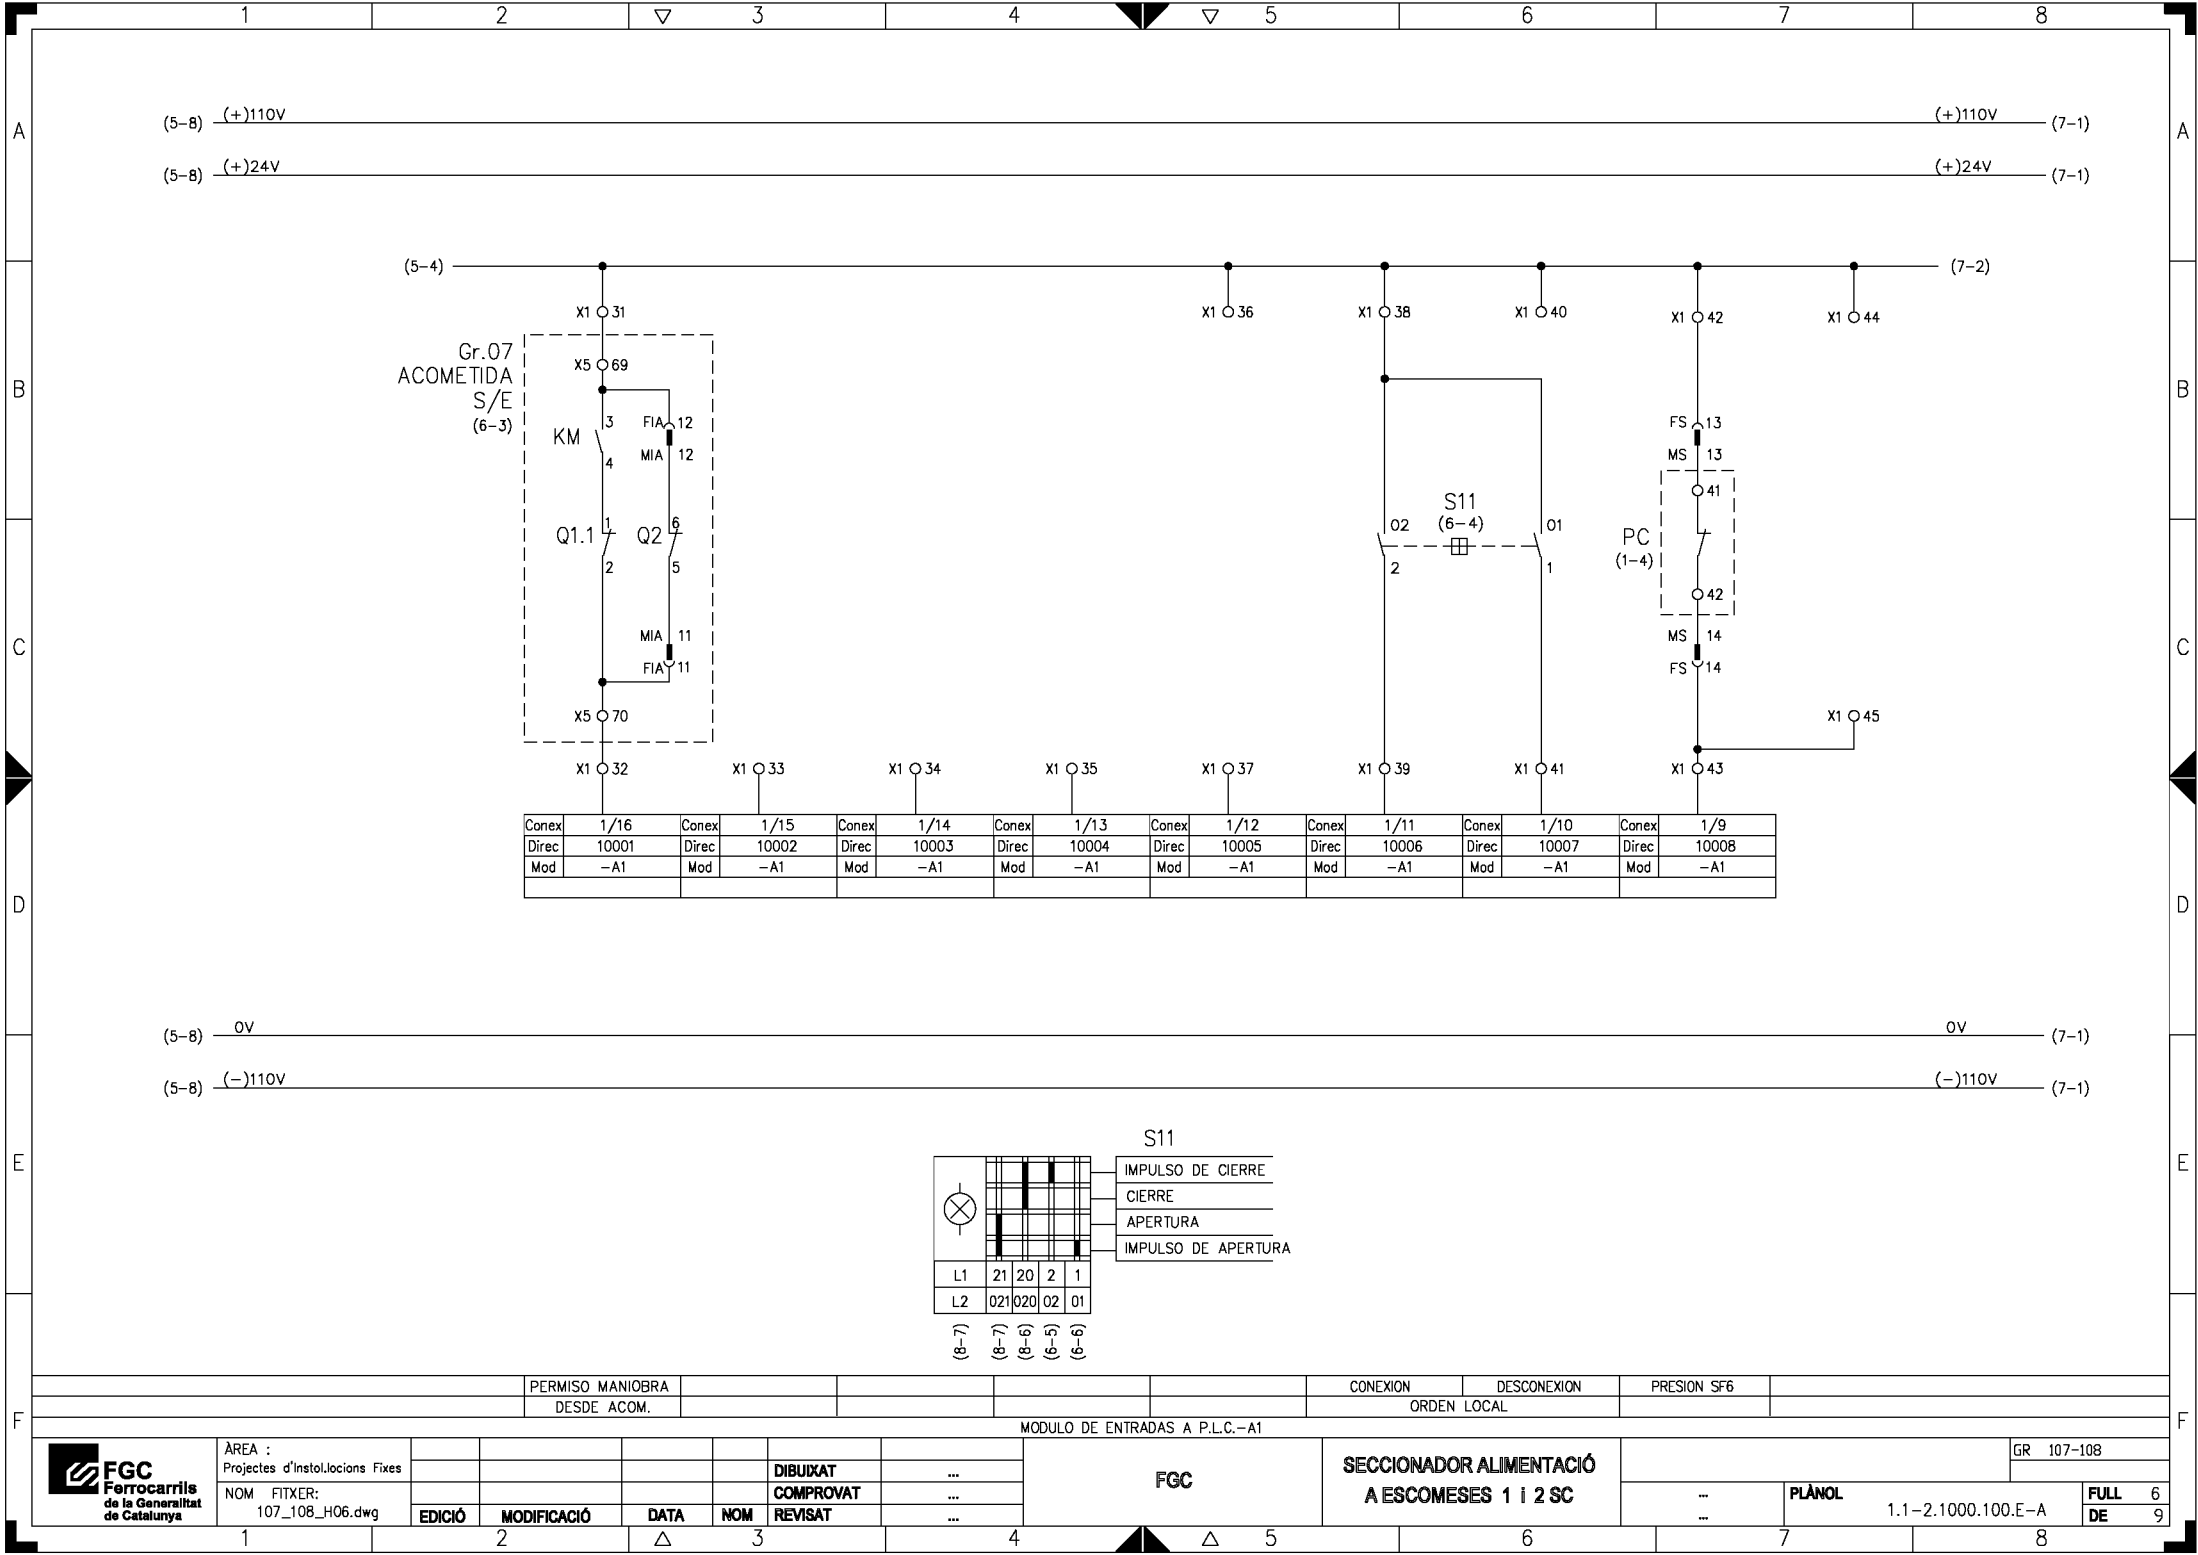 1 2 3 4 5 6 7 8
A A
(5-8) (+)110V (+)110V (7-1)
(5-8) (+)24V (+)24V (7-1)
(5-4) (7-2)
X1 31 X1 36 X1 38 X1 40 X1 42 X1 44
Gr.07
ACOMETIDA
S/E
(6-3)
X5 69
B B
KM 3 4
FIA 12
MIA 12
FS 13
MS 13
41
Q1.1 1 2
Q2 6 5
S11
(6-4)
02 2
01 1
PC
(1-4)
42
MIA 11
FIA 11
MS 14
FS 14
C C
X5 70
X1 45
X1 32 X1 33 X1 34 X1 35 X1 37 X1 39 X1 41 X1 43
Conex 1/16 Conex 1/15 Conex 1/14 Conex 1/13 Conex 1/12 Conex 1/11 Conex 1/10 Conex 1/9
Direc 10001 Direc 10002 Direc 10003 Direc 10004 Direc 10005 Direc 10006 Direc 10007 Direc 10008
Mod -A1 Mod -A1 Mod -A1 Mod -A1 Mod -A1 Mod -A1 Mod -A1 Mod -A1
D D
(5-8) 0V 0V (7-1)
(5-8) (-)110V (-)110V (7-1)
E E
S11
IMPULSO DE CIERRE
CIERRE
APERTURA
IMPULSO DE APERTURA
L1 21 20 2 1
L2 021 020 02 01
(8-7) (8-7) (8-6) (6-5) (6-6)
PERMISO MANIOBRA CONEXION DESCONEXION PRESION SF6
DESDE ACOM. ORDEN LOCAL
F F
MODULO DE ENTRADAS A P.L.C.-A1
FGC
Ferrocarrils
de la Generalitat
de Catalunya
ÀREA :
Projectes d'Instal.locions Fixes
NOM FITXER:
107_108_H06.dwg
EDICIÓ MODIFICACIÓ DATA NOM
DIBUIXAT ...
COMPROVAT ...
REVISAT ...
FGC
SECCIONADOR ALIMENTACIÓ
A ESCOMESES 1 i 2 SC
...
...
GR 107-108
PLÀNOL
1.1-2.1000.100.E-A
FULL 6
DE 9
1 2 3 4 5 6 7 8